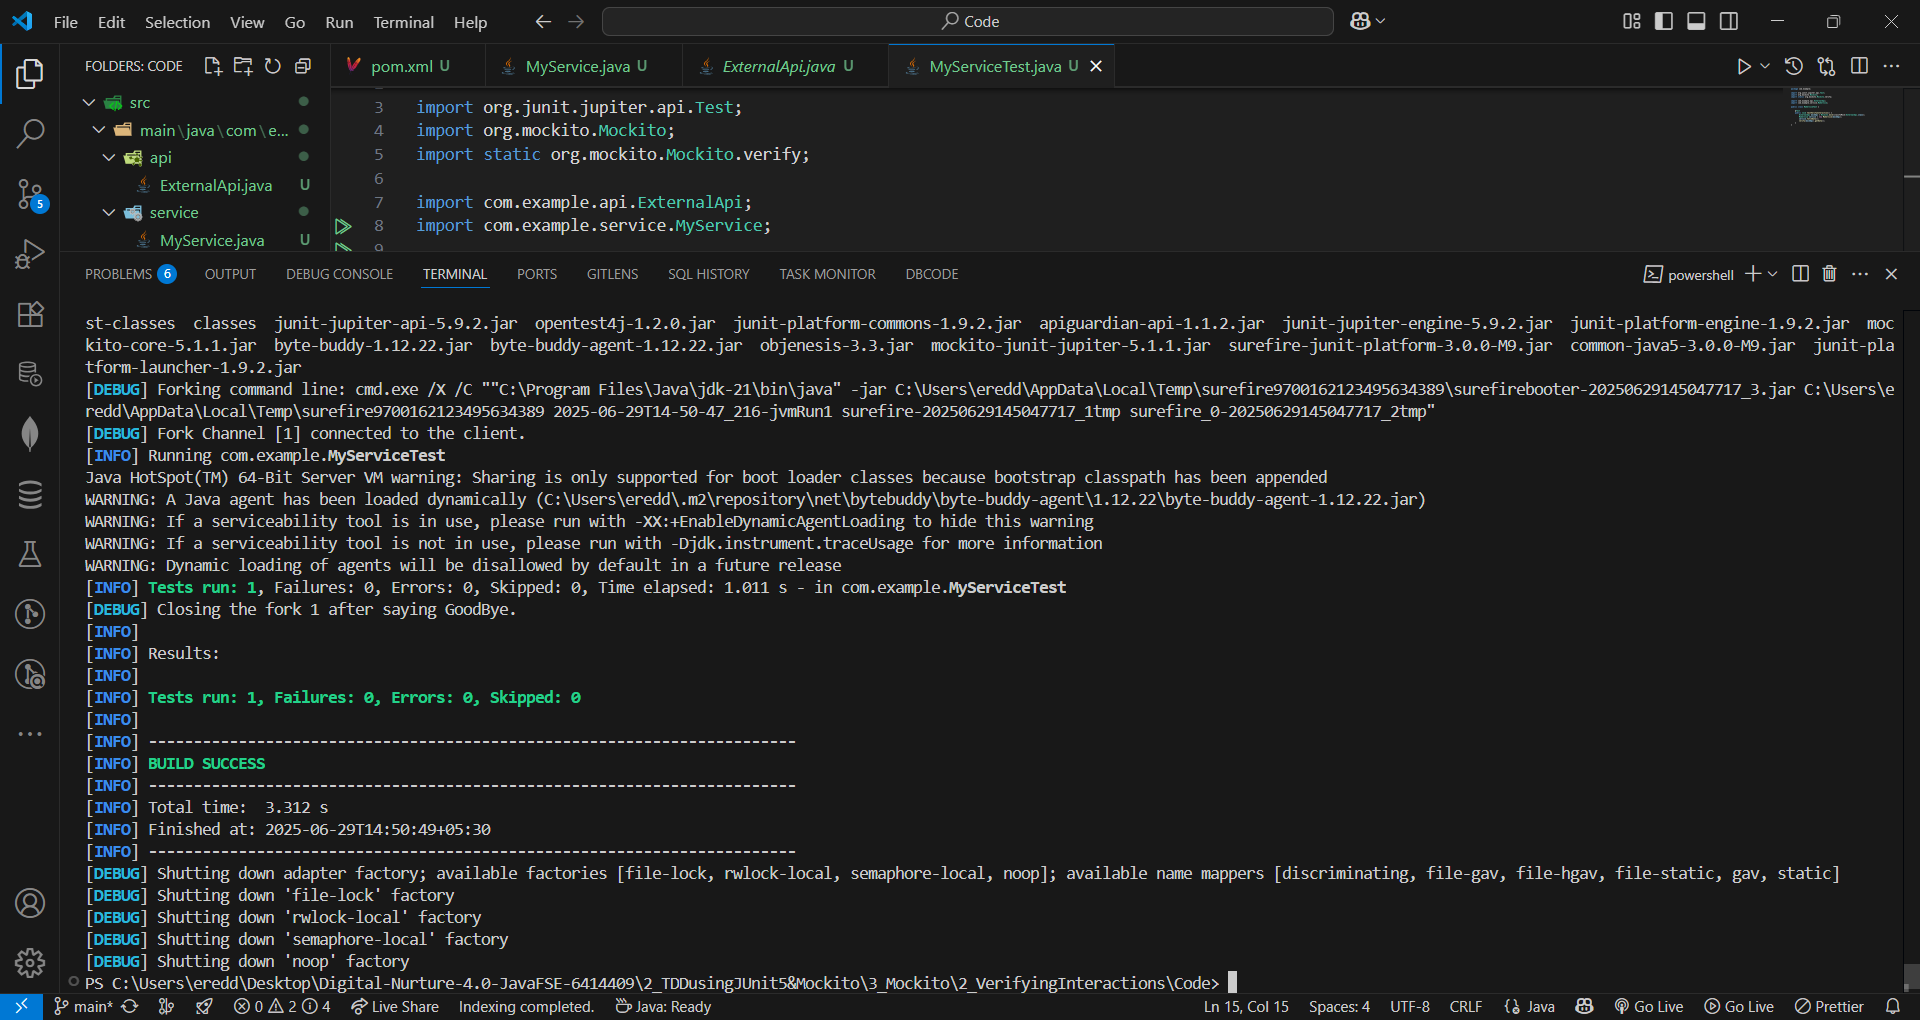 File Edit Selection View Go Run Terminal Help
Code
FOLDERS: CODE
src
main\java\com\e...
api
ExternalApi.java U
service
MyService.java U
5
pom.xml U
MyService.java U
ExternalApi.java U
MyServiceTest.java U
3 import org.junit.jupiter.api.Test;
4 import org.mockito.Mockito;
5 import static org.mockito.Mockito.verify;
6
7 import com.example.api.ExternalApi;
8 import com.example.service.MyService;
9
PROBLEMS 6 OUTPUT DEBUG CONSOLE TERMINAL PORTS GITLENS SQL HISTORY TASK MONITOR DBCODE
powershell
st-classes classes junit-jupiter-api-5.9.2.jar opentest4j-1.2.0.jar junit-platform-commons-1.9.2.jar apiguardian-api-1.1.2.jar junit-jupiter-engine-5.9.2.jar junit-platform-engine-1.9.2.jar moc
kito-core-5.1.1.jar byte-buddy-1.12.22.jar byte-buddy-agent-1.12.22.jar objenesis-3.3.jar mockito-junit-jupiter-5.1.1.jar surefire-junit-platform-3.0.0-M9.jar common-java5-3.0.0-M9.jar junit-pla
tform-launcher-1.9.2.jar
[DEBUG] Forking command line: cmd.exe /X /C ""C:\Program Files\Java\jdk-21\bin\java" -jar C:\Users\eredd\AppData\Local\Temp\surefire9700162123495634389\surefirebooter-20250629145047717_3.jar C:\Users\e
redd\AppData\Local\Temp\surefire9700162123495634389 2025-06-29T14-50-47_216-jvmRun1 surefire-20250629145047717_1tmp surefire_0-20250629145047717_2tmp"
[DEBUG] Fork Channel [1] connected to the client.
[INFO] Running com.example.MyServiceTest
Java HotSpot(TM) 64-Bit Server VM warning: Sharing is only supported for boot loader classes because bootstrap classpath has been appended
WARNING: A Java agent has been loaded dynamically (C:\Users\eredd\.m2\repository\net\bytebuddy\byte-buddy-agent\1.12.22\byte-buddy-agent-1.12.22.jar)
WARNING: If a serviceability tool is in use, please run with -XX:+EnableDynamicAgentLoading to hide this warning
WARNING: If a serviceability tool is not in use, please run with -Djdk.instrument.traceUsage for more information
WARNING: Dynamic loading of agents will be disallowed by default in a future release
[INFO] Tests run: 1, Failures: 0, Errors: 0, Skipped: 0, Time elapsed: 1.011 s - in com.example.MyServiceTest
[DEBUG] Closing the fork 1 after saying GoodBye.
[INFO]
[INFO] Results:
[INFO]
[INFO] Tests run: 1, Failures: 0, Errors: 0, Skipped: 0
[INFO]
[INFO] ------------------------------------------------------------------------
[INFO] BUILD SUCCESS
[INFO] ------------------------------------------------------------------------
[INFO] Total time:  3.312 s
[INFO] Finished at: 2025-06-29T14:50:49+05:30
[INFO] ------------------------------------------------------------------------
[DEBUG] Shutting down adapter factory; available factories [file-lock, rwlock-local, semaphore-local, noop]; available name mappers [discriminating, file-gav, file-hgav, file-static, gav, static]
[DEBUG] Shutting down 'file-lock' factory
[DEBUG] Shutting down 'rwlock-local' factory
[DEBUG] Shutting down 'semaphore-local' factory
[DEBUG] Shutting down 'noop' factory
PS C:\Users\eredd\Desktop\Digital-Nurture-4.0-JavaFSE-6414409\2_TDDusingJUnit5&Mockito\3_Mockito\2_VerifyingInteractions\Code>
main* 0 2 4 Live Share Indexing completed. Java: Ready Ln 15, Col 15 Spaces: 4 UTF-8 CRLF {} Java Go Live Go Live Prettier